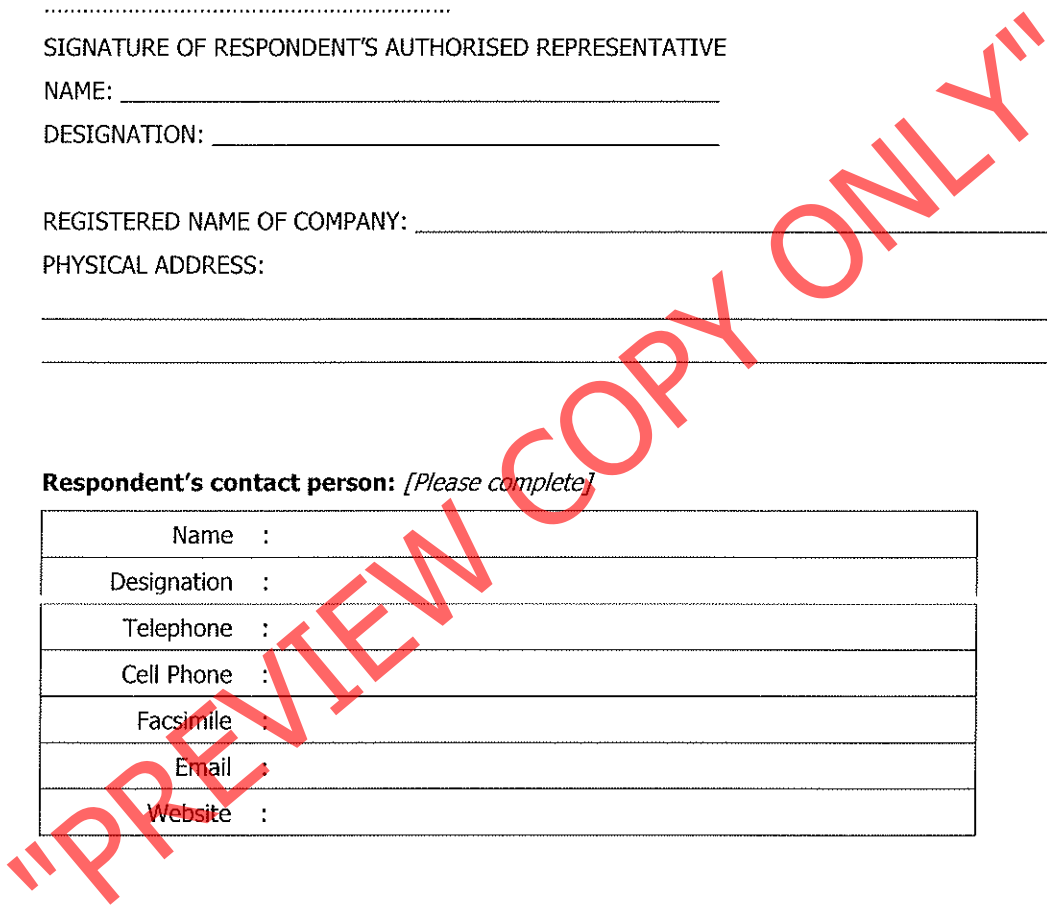 SIGNATURE OF RESPONDENT'S AUTHORISED REPRESENTATIVE
NAME:
DESIGNATION:
REGISTERED NAME OF COMPANY:
PHYSICAL ADDRESS:
Respondent's contact person: [Please complete]
Name :
Designation :
Telephone :
Cell Phone :
Facsimile :
Email :
Website :
"PREVIEW COPY ONLY"